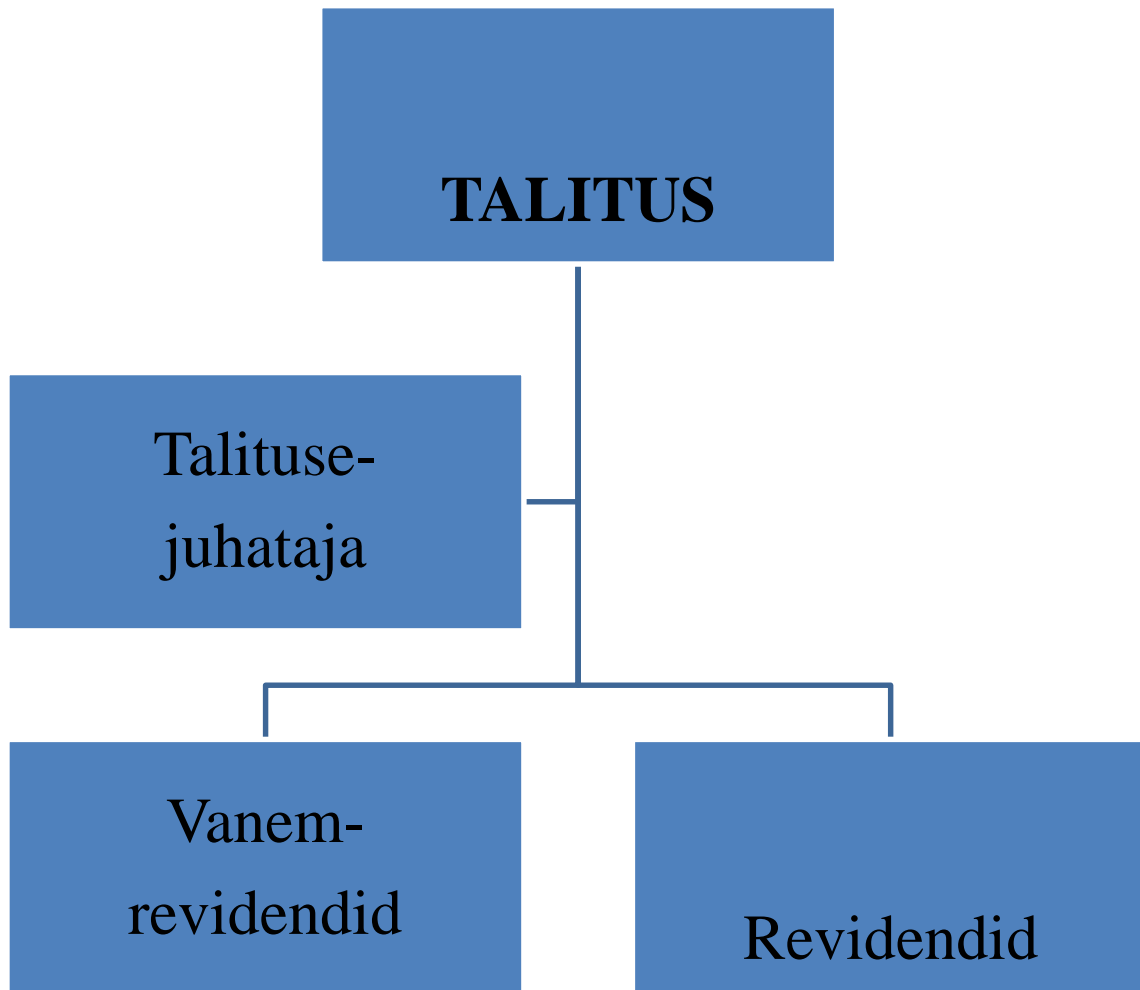 TALITUS
Talituse-
juhataja
Vanem-
revidendid
Revidendid